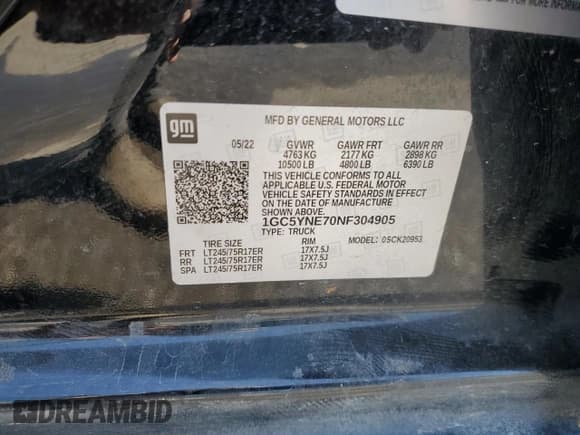 FOR MORE INFORM
gm
MFD BY GENERAL MOTORS LLC
05/22 GVWR GAWR FRT GAWR RR
4763 KG 2177 KG 2898 KG
10500 LB 4800 LB 6390 LB
THIS VEHICLE CONFORMS TO ALL
APPLICABLE U.S. FEDERAL MOTOR
VEHICLE SAFETY STANDARDS IN EFFECT
ON THE DATE OF MANUFACTURE
SHOWN ABOVE.
1GC5YNE70NF304905
TYPE: TRUCK MODEL: 05CK20953
TIRE SIZE RIM
FRT LT245/75R17ER 17X7.5J
RR LT245/75R17ER 17X7.5J
SPA LT245/75R17ER 17X7.5J
DREAMBID